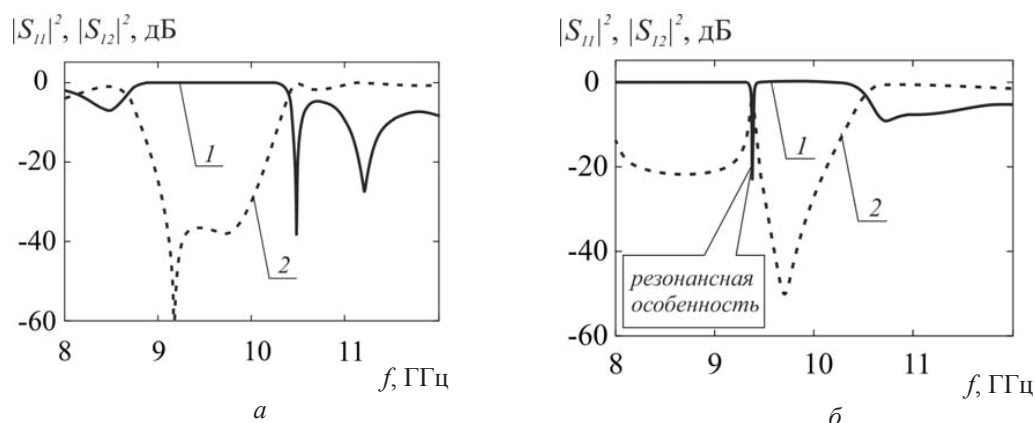 |S₁₁|², |S₁₂|², дБ
0
-20
-40
-60
8
9
10
11
1
2
f, ГГц
а
|S₁₁|², |S₁₂|², дБ
0
-20
-40
-60
8
9
10
11
1
2
резонансная
особенность
f, ГГц
б